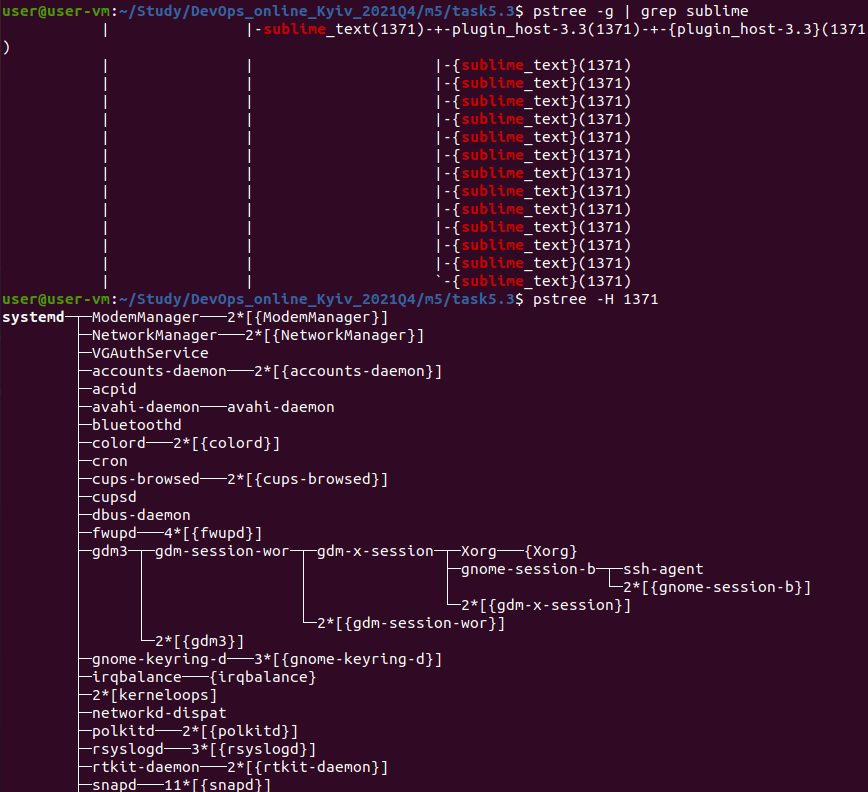 user@user-vm:~/Study/DevOps_online_Kyiv_2021Q4/m5/task5.3$ pstree -g | grep sublime
           |               |-sublime_text(1371)-+-plugin_host-3.3(1371)-+-{plugin_host-3.3}(1371
)
           |               |                    |-{sublime_text}(1371)
           |               |                    |-{sublime_text}(1371)
           |               |                    |-{sublime_text}(1371)
           |               |                    |-{sublime_text}(1371)
           |               |                    |-{sublime_text}(1371)
           |               |                    |-{sublime_text}(1371)
           |               |                    |-{sublime_text}(1371)
           |               |                    |-{sublime_text}(1371)
           |               |                    |-{sublime_text}(1371)
           |               |                    |-{sublime_text}(1371)
           |               |                    |-{sublime_text}(1371)
           |               |                    |-{sublime_text}(1371)
           |               |                    `-{sublime_text}(1371)
user@user-vm:~/Study/DevOps_online_Kyiv_2021Q4/m5/task5.3$ pstree -H 1371
systemd─┬─ModemManager───2*[{ModemManager}]
        ├─NetworkManager───2*[{NetworkManager}]
        ├─VGAuthService
        ├─accounts-daemon───2*[{accounts-daemon}]
        ├─acpid
        ├─avahi-daemon───avahi-daemon
        ├─bluetoothd
        ├─colord───2*[{colord}]
        ├─cron
        ├─cups-browsed───2*[{cups-browsed}]
        ├─cupsd
        ├─dbus-daemon
        ├─fwupd───4*[{fwupd}]
        ├─gdm3─┬─gdm-session-wor─┬─gdm-x-session─┬─Xorg───{Xorg}
        │      │                 │               ├─gnome-session-b─┬─ssh-agent
        │      │                 │               │                 └─2*[{gnome-session-b}]
        │      │                 │               └─2*[{gdm-x-session}]
        │      │                 └─2*[{gdm-session-wor}]
        │      └─2*[{gdm3}]
        ├─gnome-keyring-d───3*[{gnome-keyring-d}]
        ├─irqbalance───{irqbalance}
        ├─2*[kerneloops]
        ├─networkd-dispat
        ├─polkitd───2*[{polkitd}]
        ├─rsyslogd───3*[{rsyslogd}]
        ├─rtkit-daemon───2*[{rtkit-daemon}]
        ├─snapd───11*[{snapd}]